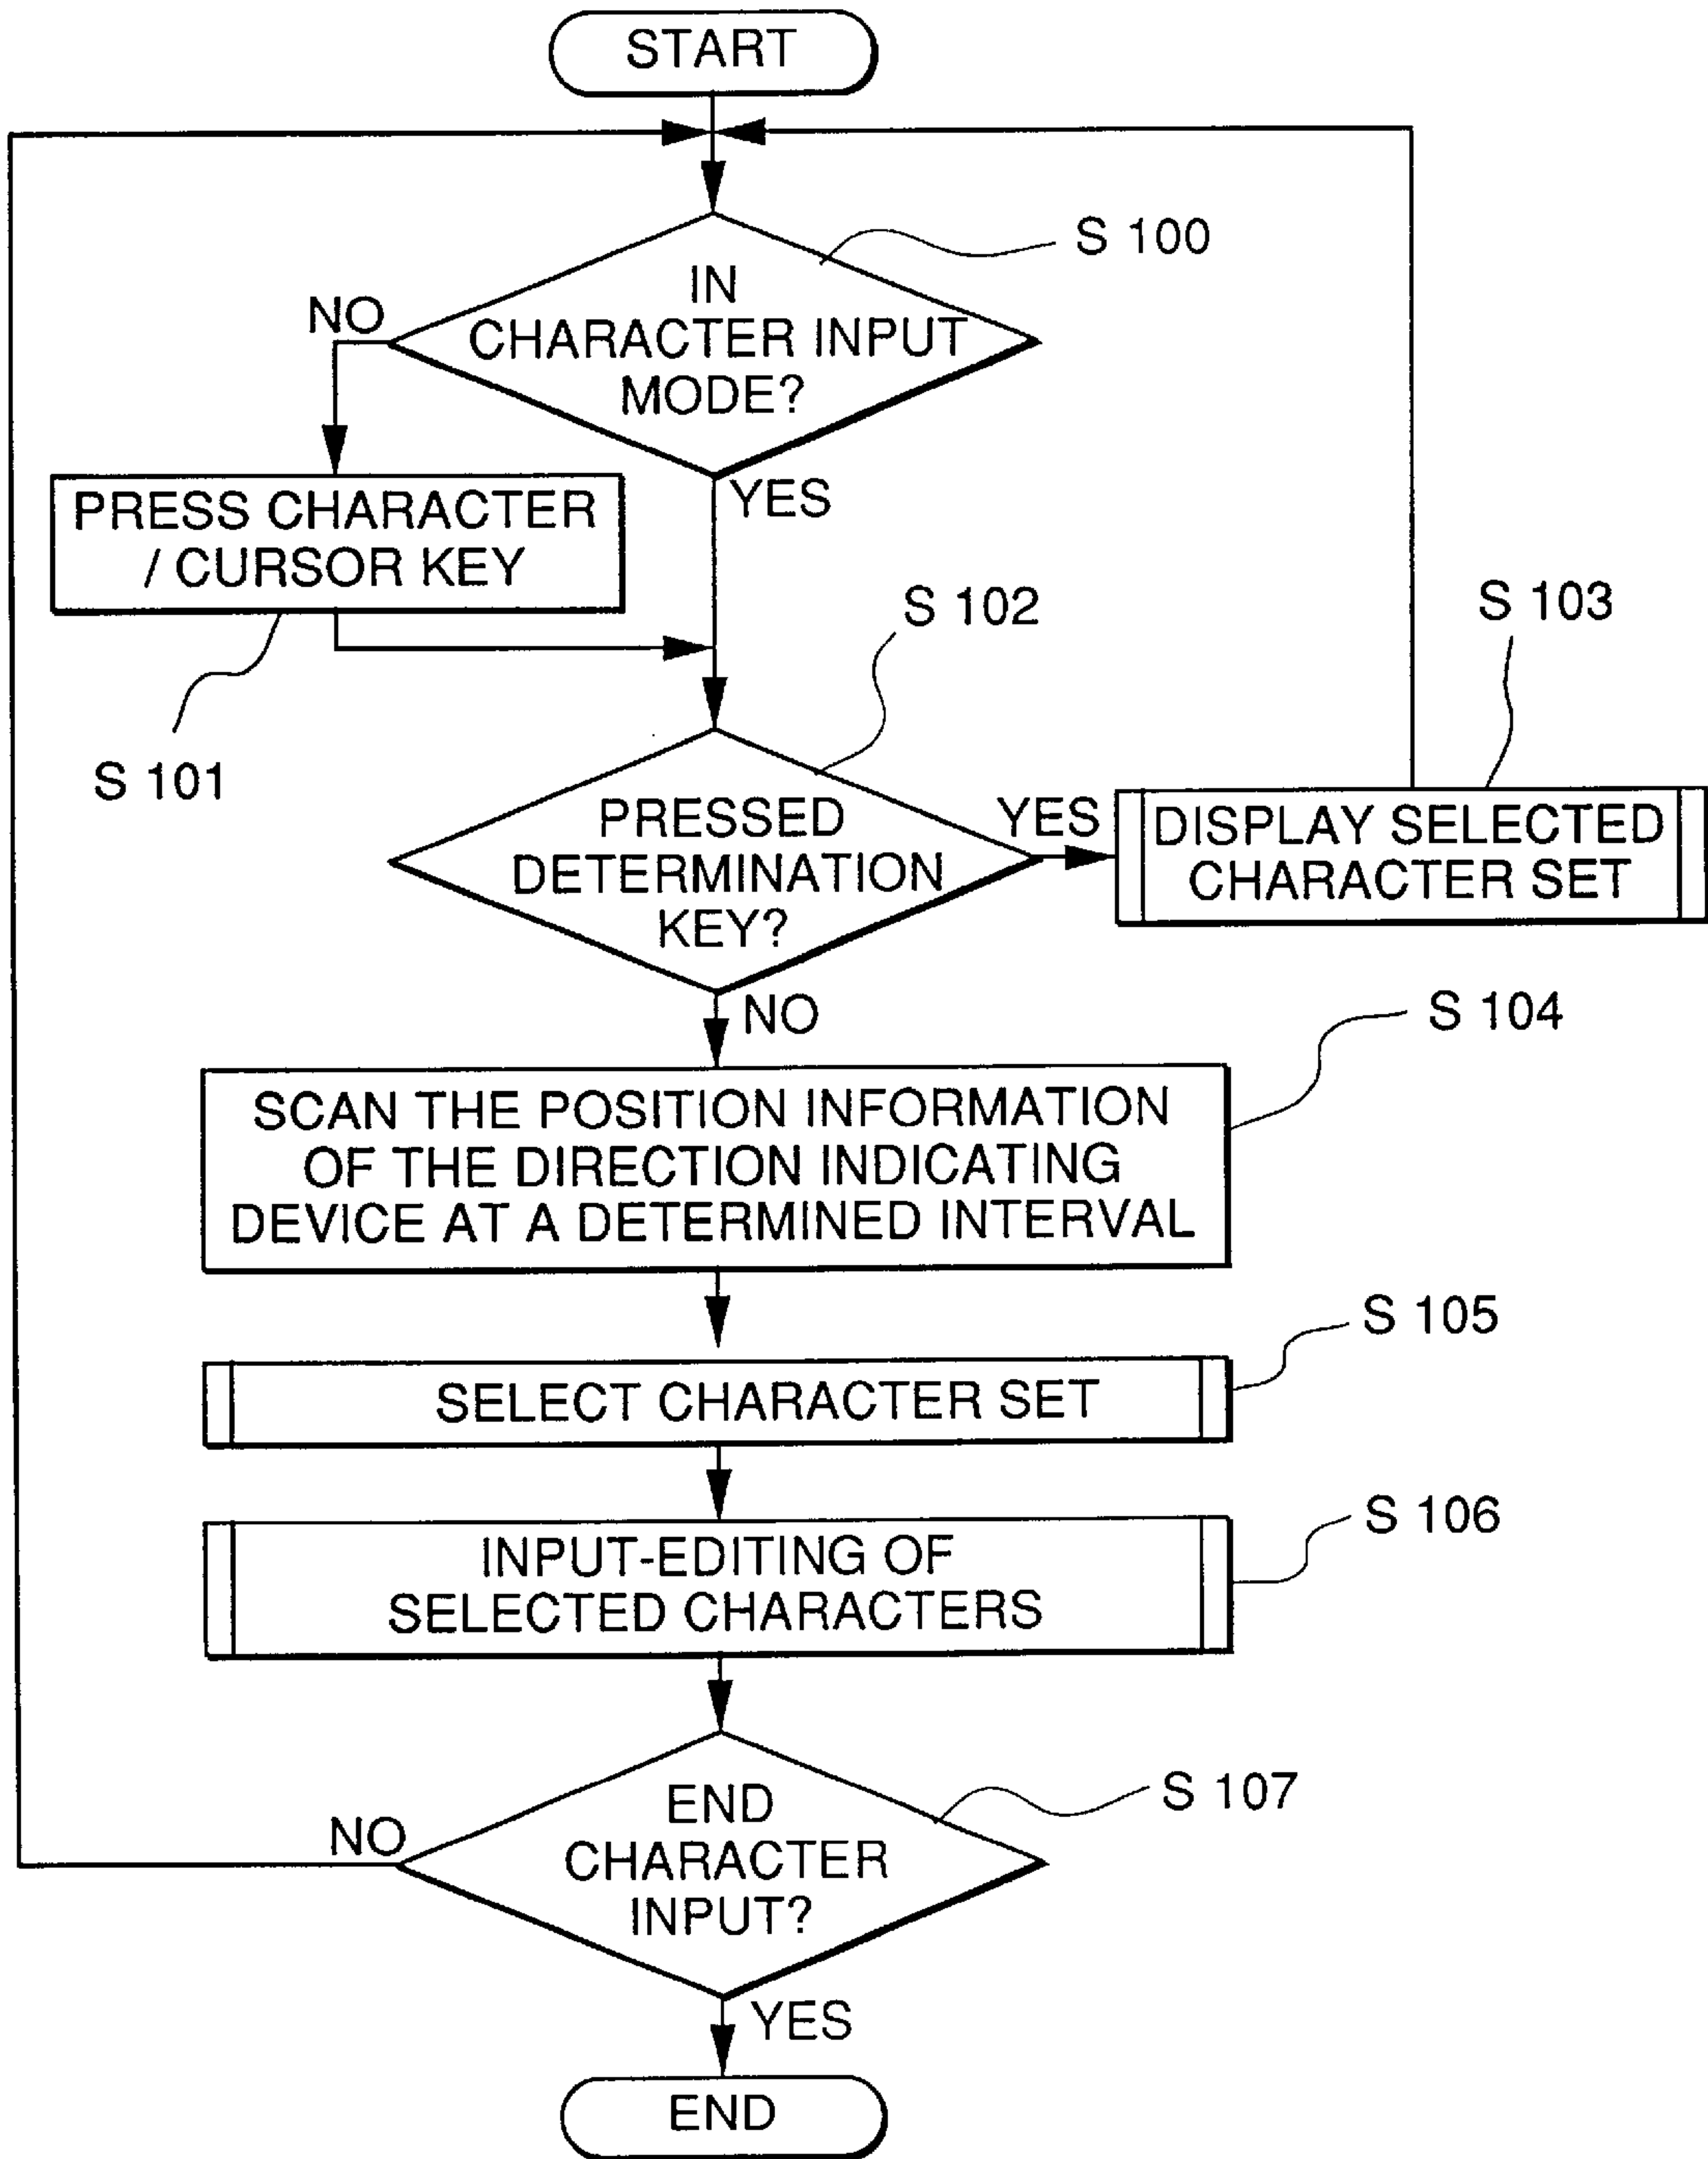 START
S 100
IN
CHARACTER INPUT
MODE?
NO
YES
PRESS CHARACTER
/ CURSOR KEY
S 101
S 102
S 103
PRESSED
DETERMINATION
KEY?
YES
DISPLAY SELECTED
CHARACTER SET
NO
S 104
SCAN THE POSITION INFORMATION
OF THE DIRECTION INDICATING
DEVICE AT A DETERMINED INTERVAL
S 105
SELECT CHARACTER SET
S 106
INPUT-EDITING OF
SELECTED CHARACTERS
S 107
END
CHARACTER
INPUT?
NO
YES
END